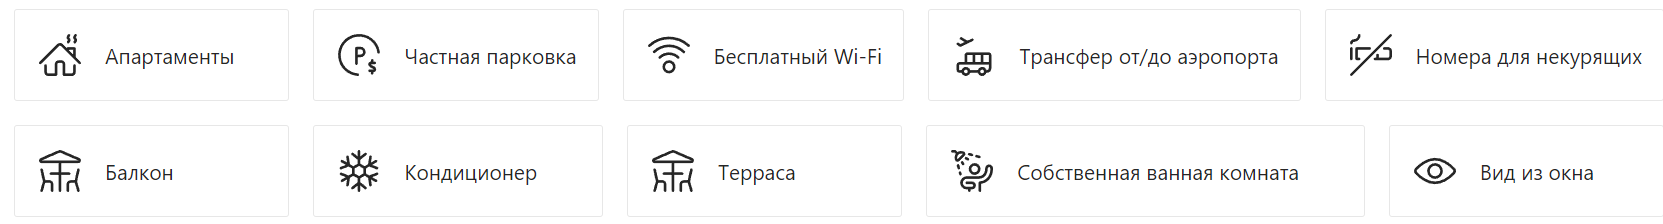 Апартаменты
Частная парковка
Бесплатный Wi-Fi
Трансфер от/до аэропорта
Номера для некурящих
Балкон
Кондиционер
Терраса
Собственная ванная комната
Вид из окна